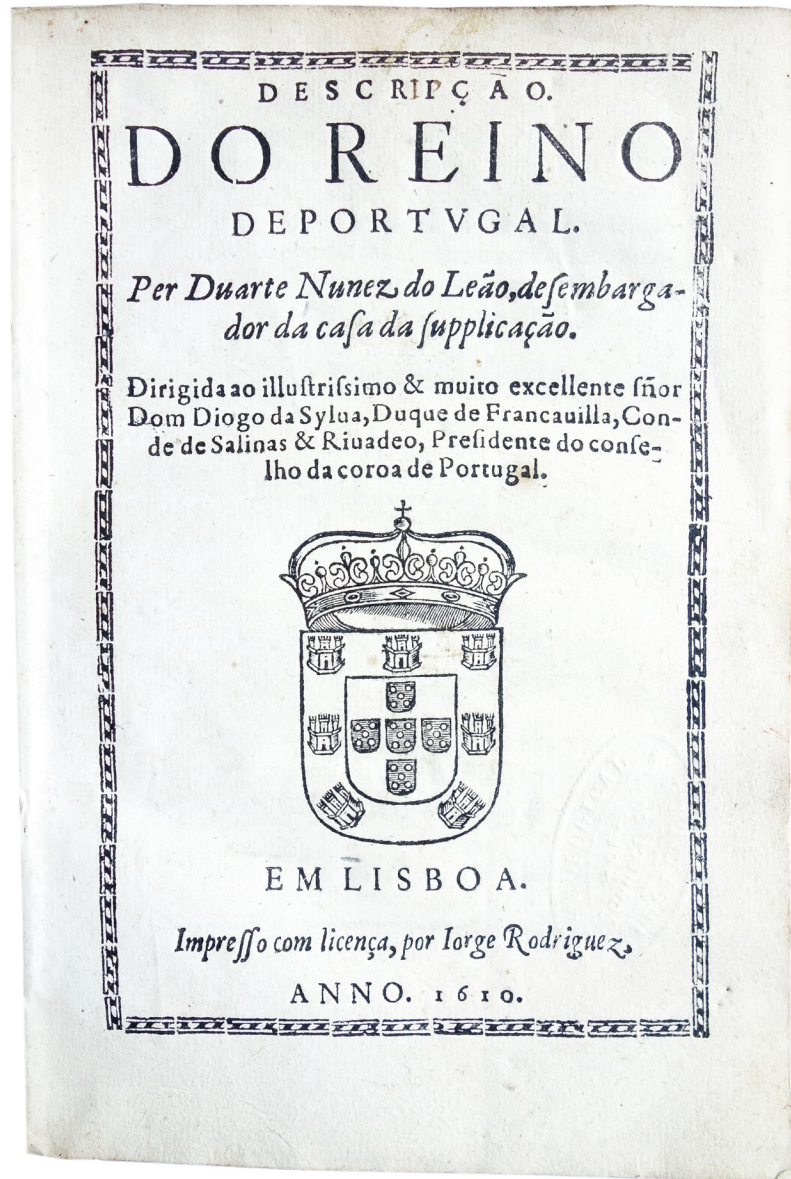 DESCRIPÇÃO.
DO REINO
DEPORTVGAL.
Per Duarte Nunez do Leão, deſembarga-
dor da caſa da ſupplicação.
Dirigida ao illuſtriſsimo & muito excellente ſñor
Dom Diogo da Sylua, Duque de Francauilla, Con-
de de Salinas & Riuadeo, Preſidente do conſe-
lho da coroa de Portugal.
EM LISBOA.
Impreſſo com licença, por Iorge Rodriguez,
ANNO. 1610.